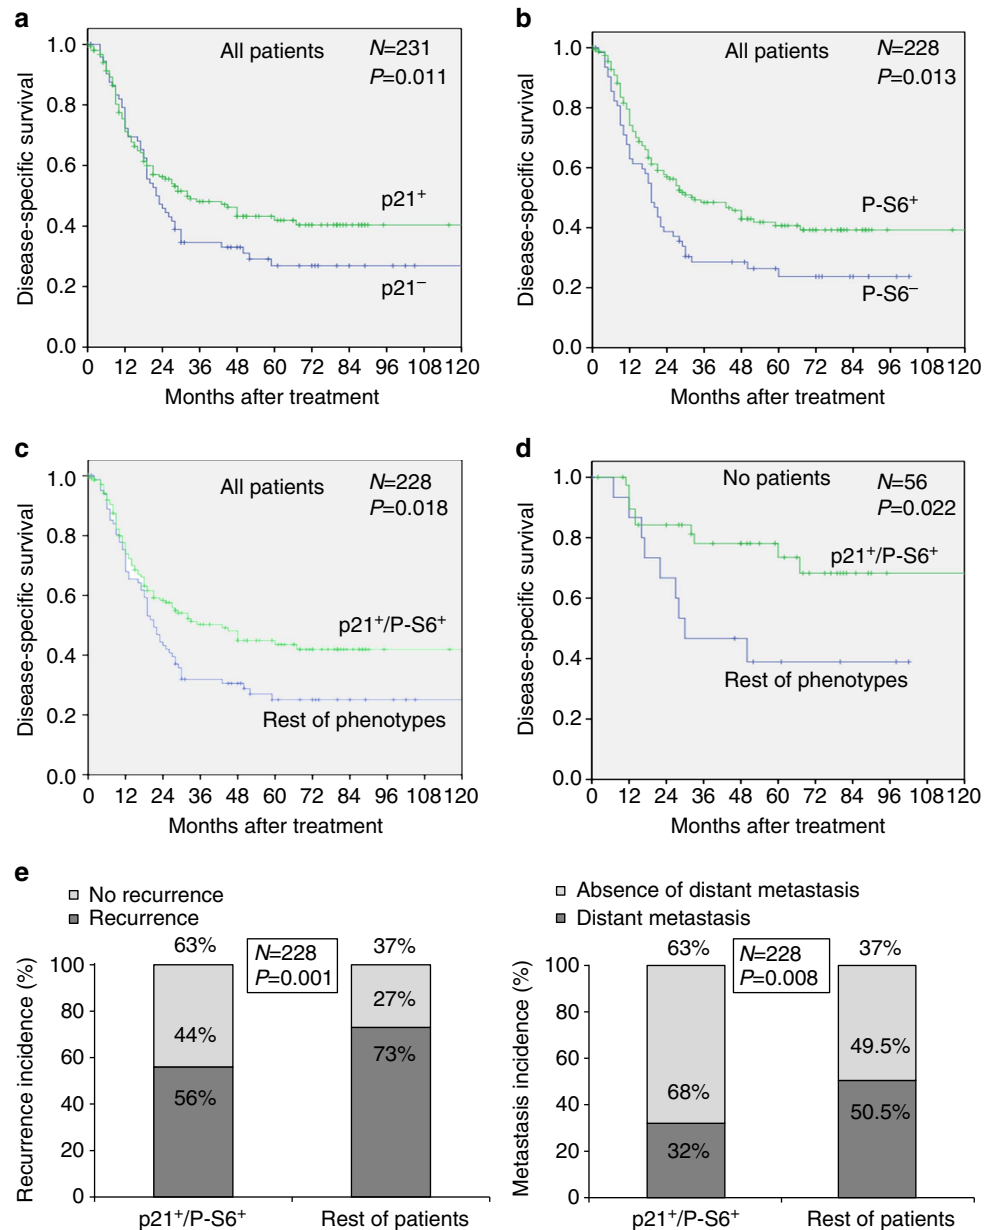 a
All patients
N=231
P=0.011
Disease-specific survival
1.0
0.8
0.6
0.4
0.2
0.0
p21⁺
p21⁻
0 12 24 36 48 60 72 84 96 108 120
Months after treatment
b
All patients
N=228
P=0.013
Disease-specific survival
1.0
0.8
0.6
0.4
0.2
0.0
P-S6⁺
P-S6⁻
0 12 24 36 48 60 72 84 96 108 120
Months after treatment
c
All patients
N=228
P=0.018
Disease-specific survival
1.0
0.8
0.6
0.4
0.2
0.0
p21⁺/P-S6⁺
Rest of phenotypes
0 12 24 36 48 60 72 84 96 108 120
Months after treatment
d
No patients
N=56
P=0.022
Disease-specific survival
1.0
0.8
0.6
0.4
0.2
0.0
p21⁺/P-S6⁺
Rest of phenotypes
0 12 24 36 48 60 72 84 96 108 120
Months after treatment
e
No recurrence
Recurrence
63%
N=228
P=0.001
37%
Recurrence incidence (%)
100
80
60
40
20
0
44%
56%
27%
73%
p21⁺/P-S6⁺
Rest of patients
Absence of distant metastasis
Distant metastasis
63%
N=228
P=0.008
37%
Metastasis incidence (%)
100
80
60
40
20
0
68%
32%
49.5%
50.5%
p21⁺/P-S6⁺
Rest of patients